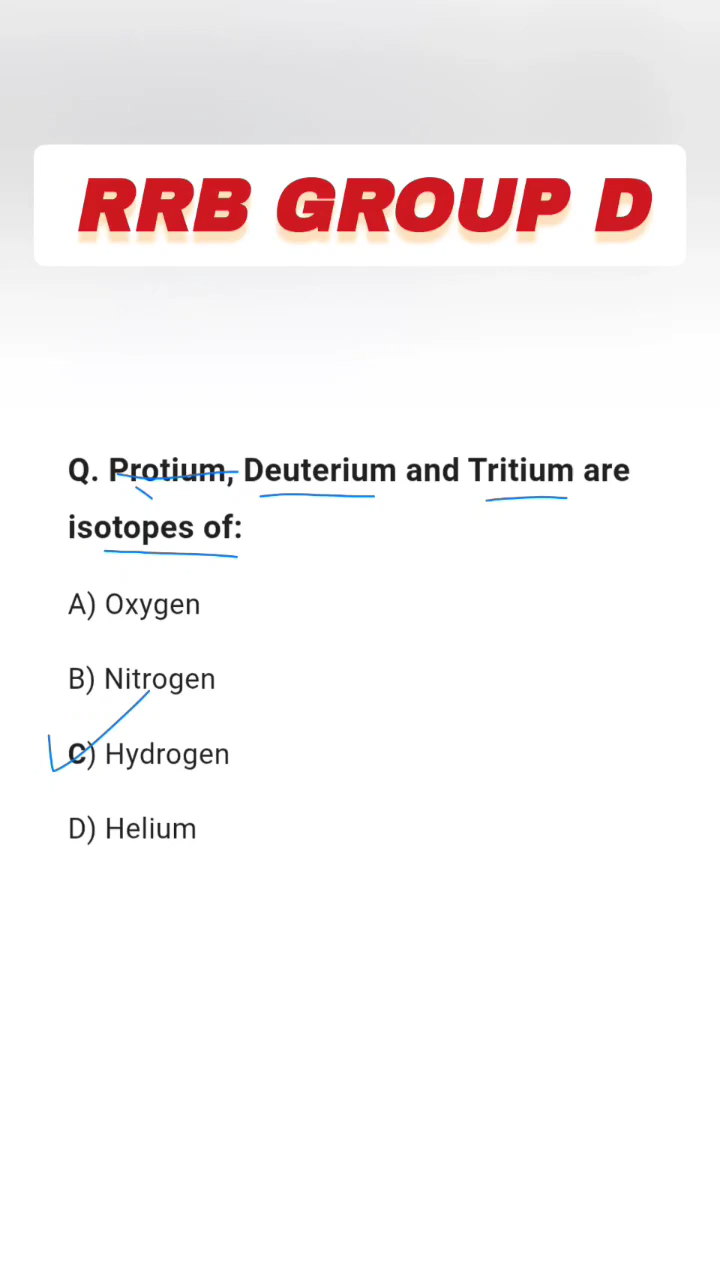 RRB GROUP D
Q. Protium, Deuterium and Tritium are
isotopes of:
A) Oxygen
B) Nitrogen
C) Hydrogen
D) Helium